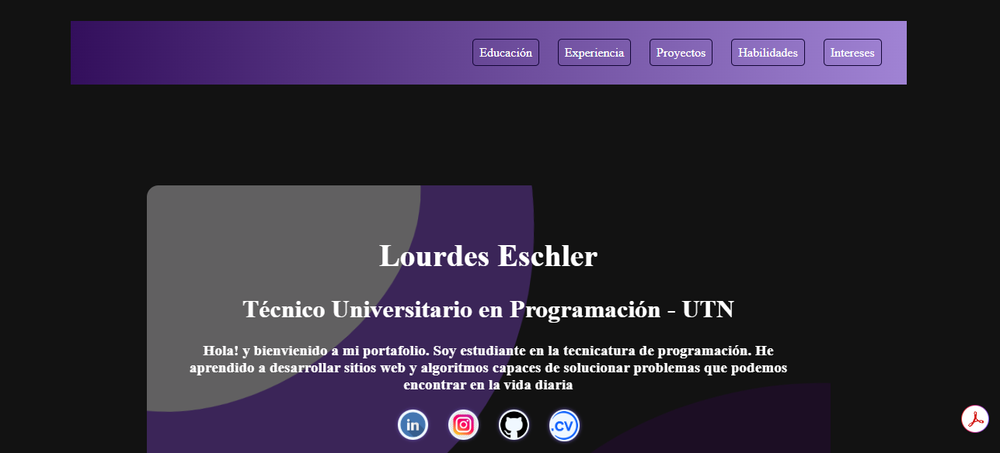 Educación Experiencia Proyectos Habilidades Intereses
Lourdes Eschler
Técnico Universitario en Programación - UTN
Hola! y bienvienido a mi portafolio. Soy estudiante en la tecnicatura de programación. He
aprendido a desarrollar sitios web y algoritmos capaces de solucionar problemas que podemos
encontrar en la vida diaria
in .CV